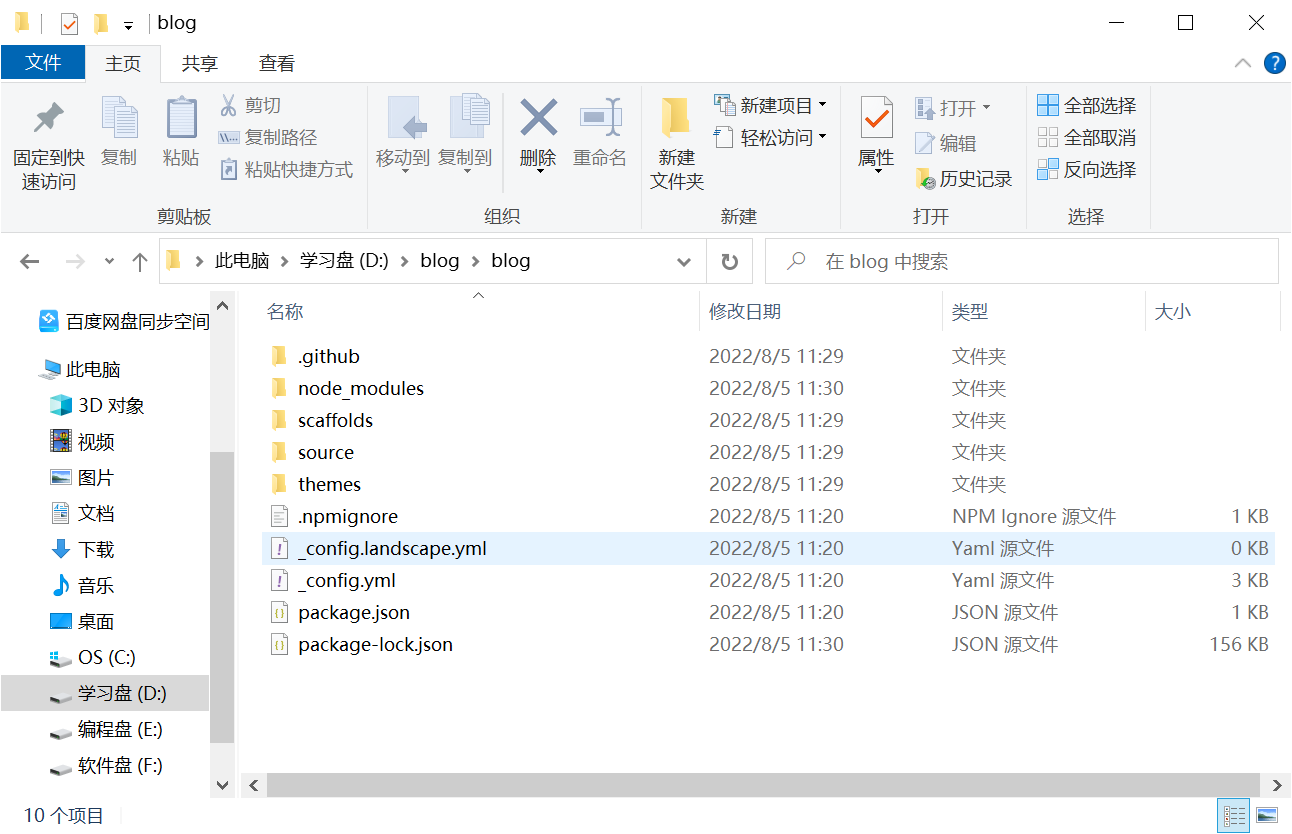 blog
文件 主页 共享 查看
固定到快速访问 复制 粘贴 剪切 复制路径 粘贴快捷方式
移动到 复制到 删除 重命名
新建文件夹 新建项目 轻松访问
属性 打开 编辑 历史记录
全部选择 全部取消 反向选择
剪贴板 组织 新建 打开 选择
此电脑 学习盘 (D:) blog blog
在 blog 中搜索
百度网盘同步空间
此电脑
3D 对象
视频
图片
文档
下载
音乐
桌面
OS (C:)
学习盘 (D:)
编程盘 (E:)
软件盘 (F:)
名称 修改日期 类型 大小
.github 2022/8/5 11:29 文件夹
node_modules 2022/8/5 11:30 文件夹
scaffolds 2022/8/5 11:29 文件夹
source 2022/8/5 11:29 文件夹
themes 2022/8/5 11:29 文件夹
.npmignore 2022/8/5 11:20 NPM Ignore 源文件 1 KB
_config.landscape.yml 2022/8/5 11:20 Yaml 源文件 0 KB
_config.yml 2022/8/5 11:20 Yaml 源文件 3 KB
package.json 2022/8/5 11:20 JSON 源文件 1 KB
package-lock.json 2022/8/5 11:30 JSON 源文件 156 KB
10 个项目